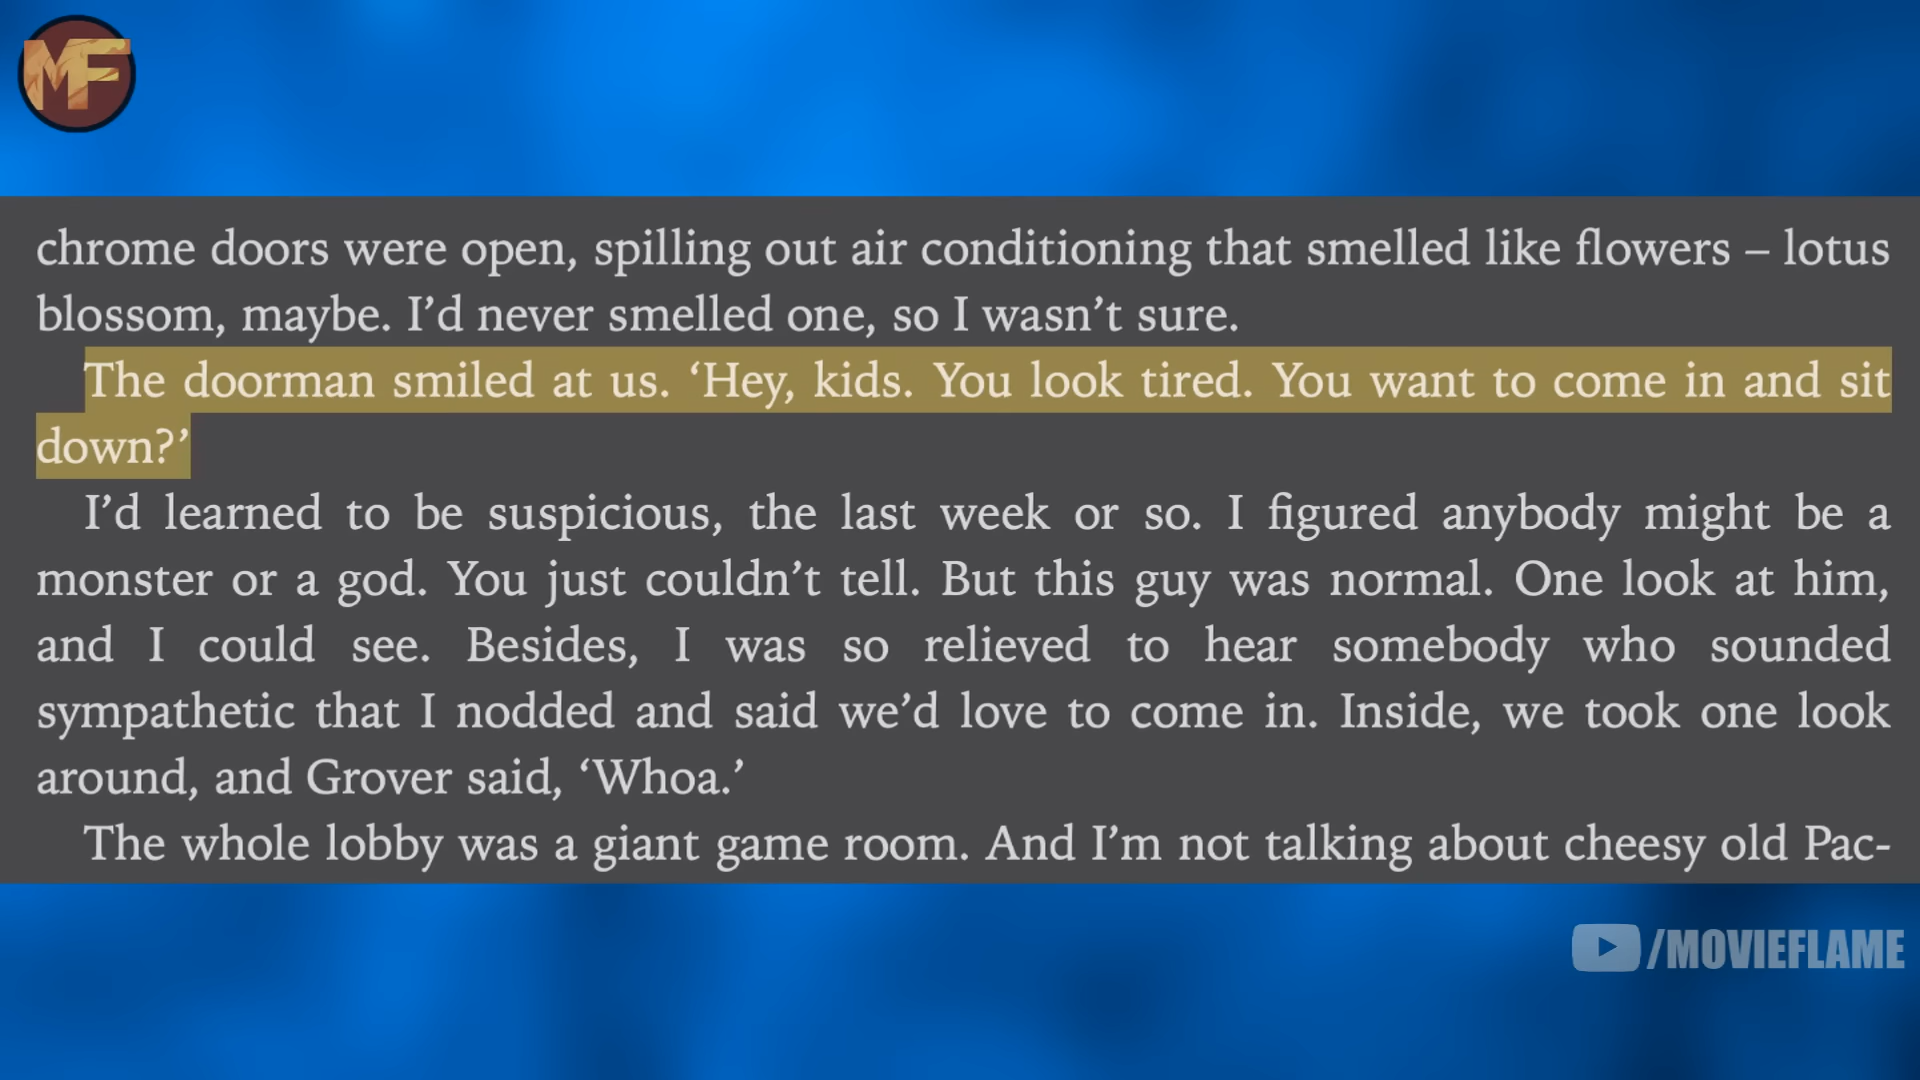 MF
chrome doors were open, spilling out air conditioning that smelled like flowers – lotus
blossom, maybe. I’d never smelled one, so I wasn’t sure.
The doorman smiled at us. ‘Hey, kids. You look tired. You want to come in and sit
down?’
I’d learned to be suspicious, the last week or so. I figured anybody might be a
monster or a god. You just couldn’t tell. But this guy was normal. One look at him,
and I could see. Besides, I was so relieved to hear somebody who sounded
sympathetic that I nodded and said we’d love to come in. Inside, we took one look
around, and Grover said, ‘Whoa.’
The whole lobby was a giant game room. And I’m not talking about cheesy old Pac-
/MOVIEFLAME